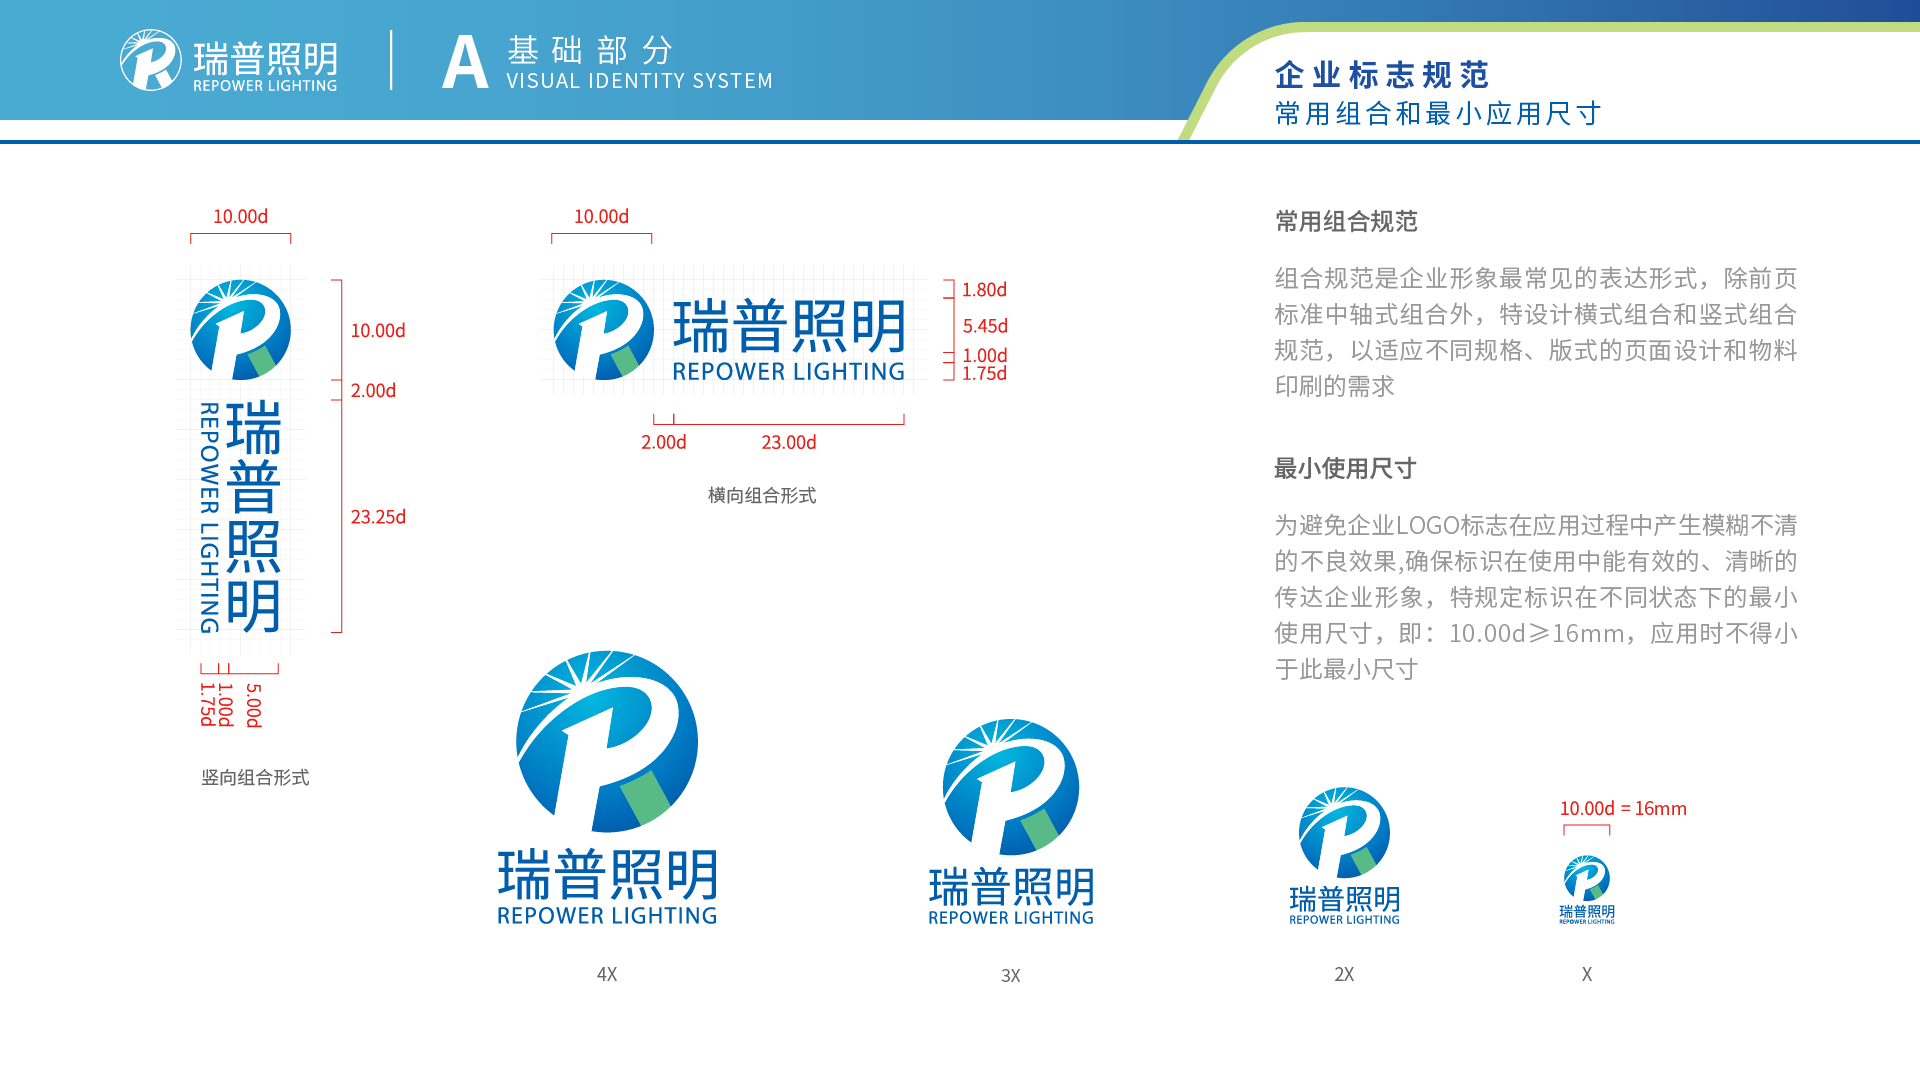 瑞普照明
REPOWER LIGHTING
A
基础部分
VISUAL IDENTITY SYSTEM
企业标志规范
常用组合和最小应用尺寸
10.00d
10.00d
2.00d
23.25d
瑞普照明
REPOWER LIGHTING
1.75d
1.00d
5.00d
竖向组合形式
10.00d
瑞普照明
REPOWER LIGHTING
1.80d
5.45d
1.00d
1.75d
2.00d
23.00d
横向组合形式
常用组合规范
组合规范是企业形象最常见的表达形式，除前页
标准中轴式组合外，特设计横式组合和竖式组合
规范，以适应不同规格、版式的页面设计和物料
印刷的需求
最小使用尺寸
为避免企业LOGO标志在应用过程中产生模糊不清
的不良效果,确保标识在使用中能有效的、清晰的
传达企业形象，特规定标识在不同状态下的最小
使用尺寸，即：10.00d≥16mm，应用时不得小
于此最小尺寸
瑞普照明
REPOWER LIGHTING
4X
瑞普照明
REPOWER LIGHTING
3X
瑞普照明
REPOWER LIGHTING
2X
10.00d = 16mm
瑞普照明
REPOWER LIGHTING
X